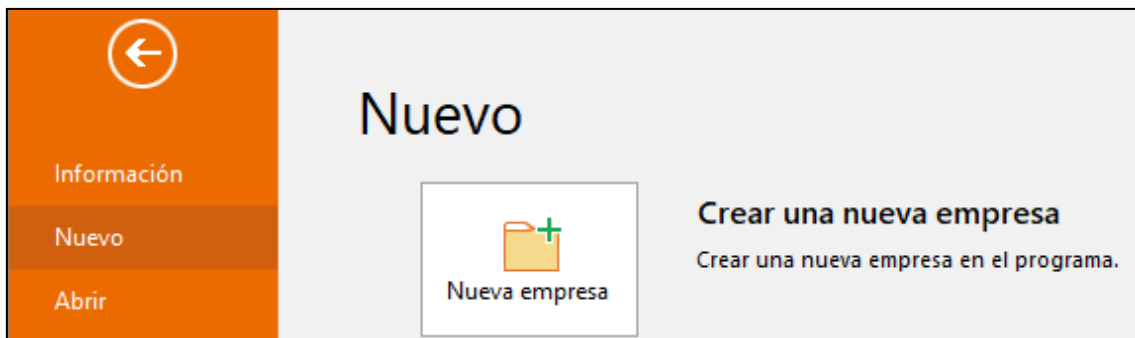 Nuevo
Información
Nuevo
Abrir
Nueva empresa
Crear una nueva empresa
Crear una nueva empresa en el programa.